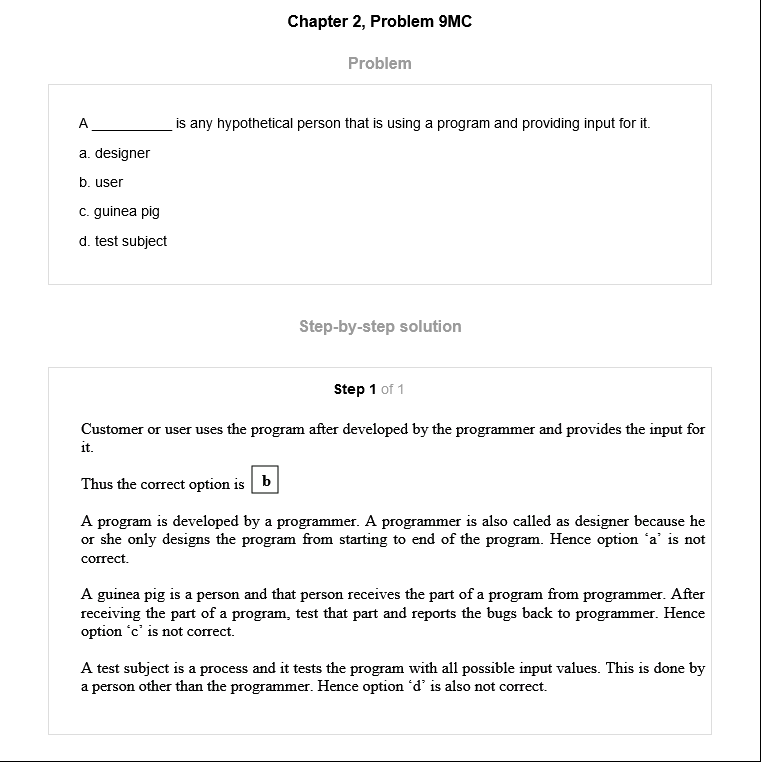 Chapter 2, Problem 9MC
Problem
A __________ is any hypothetical person that is using a program and providing input for it.
a. designer
b. user
c. guinea pig
d. test subject
Step-by-step solution
Step 1 of 1
Customer or user uses the program after developed by the programmer and provides the input for
it.
Thus the correct option is b
A program is developed by a programmer. A programmer is also called as designer because he
or she only designs the program from starting to end of the program. Hence option ‘a’ is not
correct.
A guinea pig is a person and that person receives the part of a program from programmer. After
receiving the part of a program, test that part and reports the bugs back to programmer. Hence
option ‘c’ is not correct.
A test subject is a process and it tests the program with all possible input values. This is done by
a person other than the programmer. Hence option ‘d’ is also not correct.